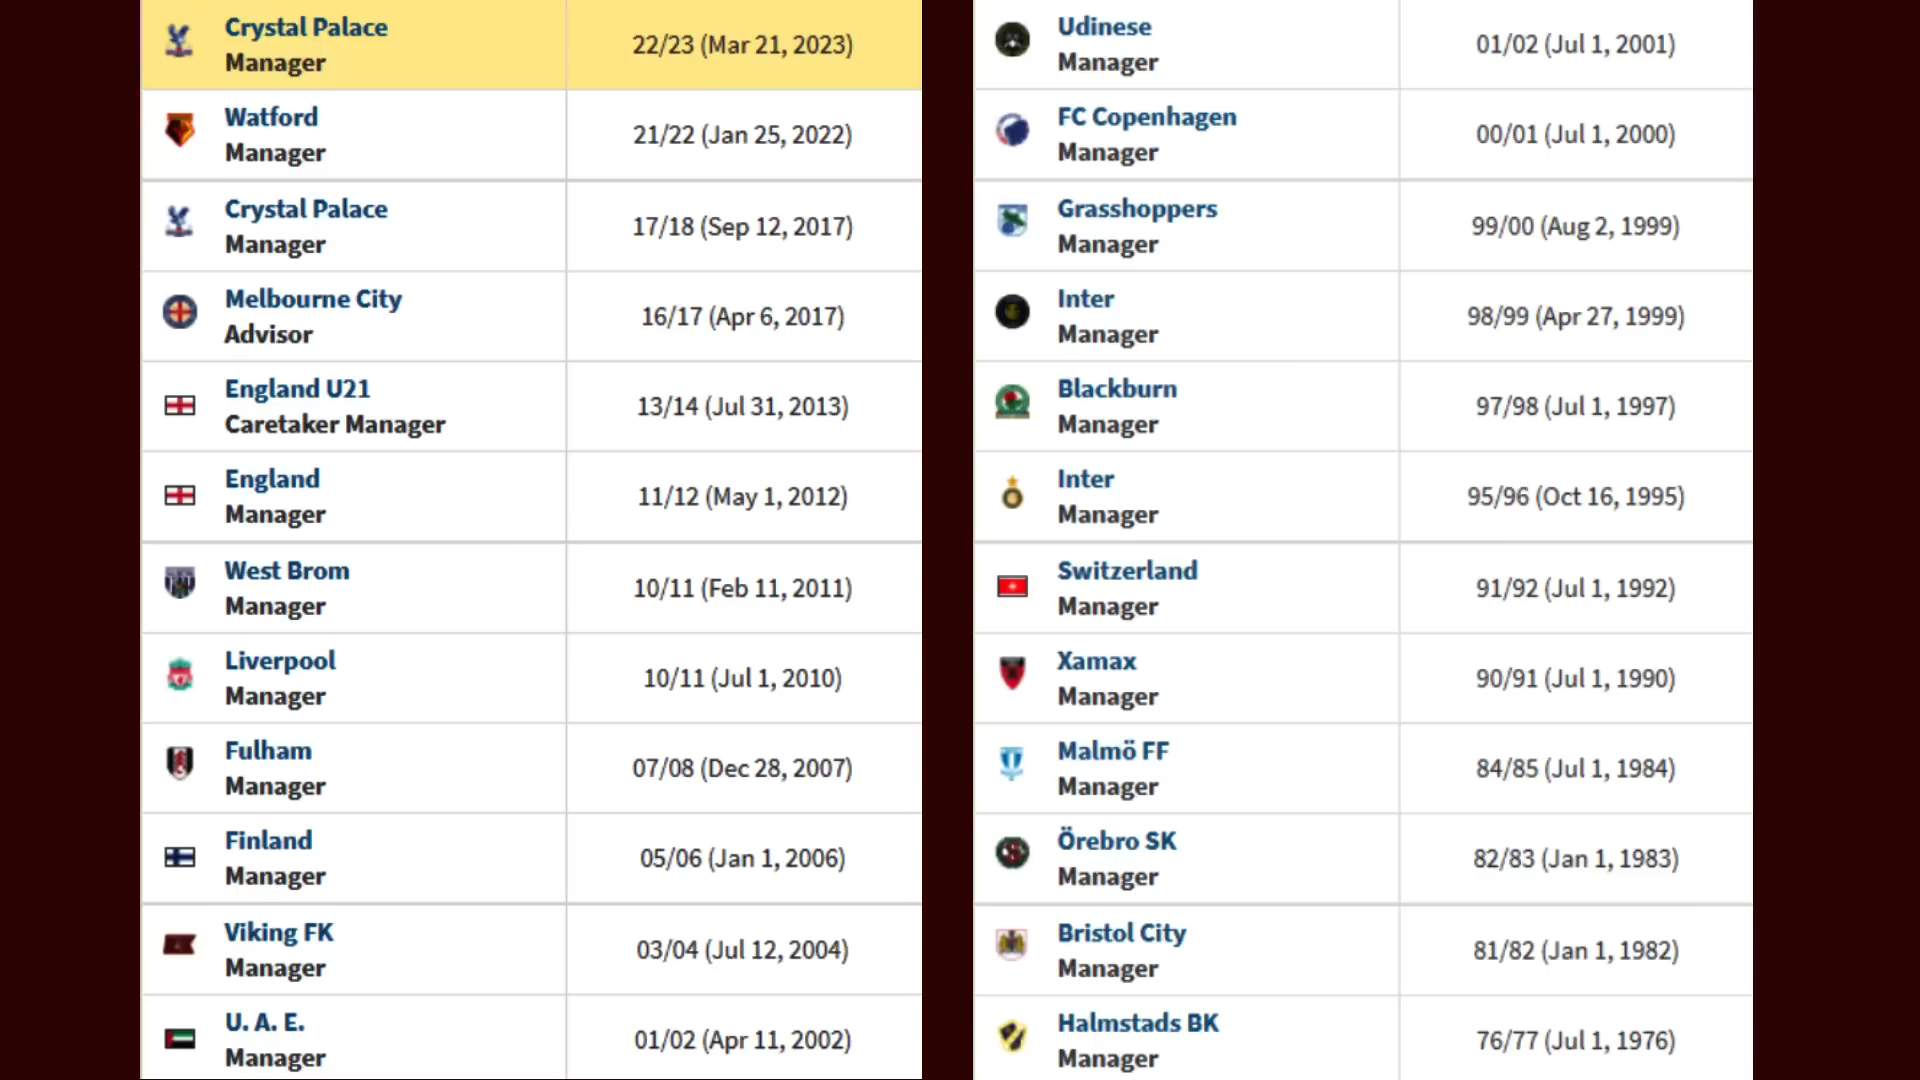 Crystal Palace
Manager
22/23 (Mar 21, 2023)
Watford
Manager
21/22 (Jan 25, 2022)
Crystal Palace
Manager
17/18 (Sep 12, 2017)
Melbourne City
Advisor
16/17 (Apr 6, 2017)
England U21
Caretaker Manager
13/14 (Jul 31, 2013)
England
Manager
11/12 (May 1, 2012)
West Brom
Manager
10/11 (Feb 11, 2011)
Liverpool
Manager
10/11 (Jul 1, 2010)
Fulham
Manager
07/08 (Dec 28, 2007)
Finland
Manager
05/06 (Jan 1, 2006)
Viking FK
Manager
03/04 (Jul 12, 2004)
U. A. E.
Manager
01/02 (Apr 11, 2002)
Udinese
Manager
01/02 (Jul 1, 2001)
FC Copenhagen
Manager
00/01 (Jul 1, 2000)
Grasshoppers
Manager
99/00 (Aug 2, 1999)
Inter
Manager
98/99 (Apr 27, 1999)
Blackburn
Manager
97/98 (Jul 1, 1997)
Inter
Manager
95/96 (Oct 16, 1995)
Switzerland
Manager
91/92 (Jul 1, 1992)
Xamax
Manager
90/91 (Jul 1, 1990)
Malmö FF
Manager
84/85 (Jul 1, 1984)
Örebro SK
Manager
82/83 (Jan 1, 1983)
Bristol City
Manager
81/82 (Jan 1, 1982)
Halmstads BK
Manager
76/77 (Jul 1, 1976)